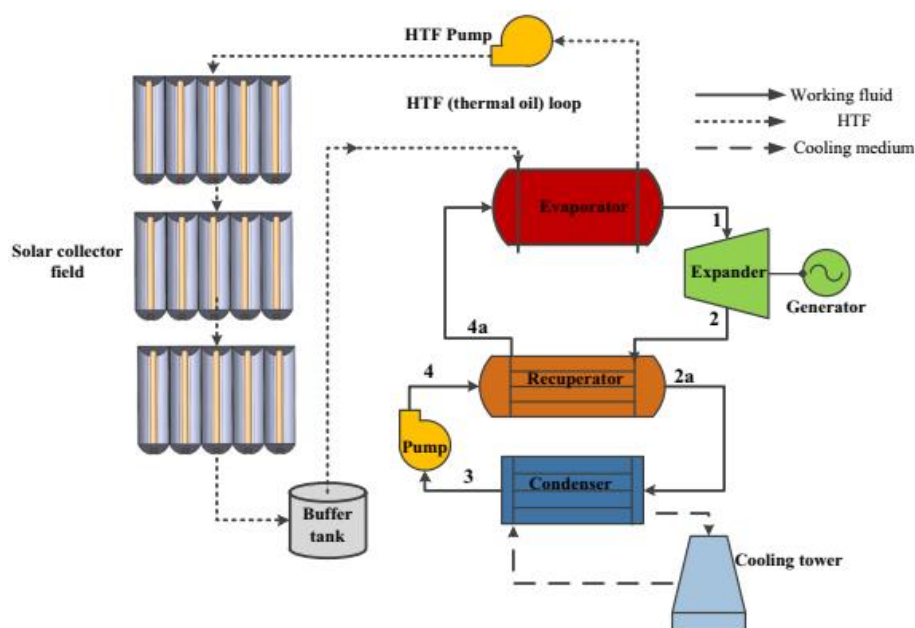 HTF Pump
HTF (thermal oil) loop
Working fluid
HTF
Cooling medium
Solar collector
field
Evaporator
1
Expander
Generator
2
4a
Recuperator
2a
4
Pump
3
Condenser
Buffer
tank
Cooling tower